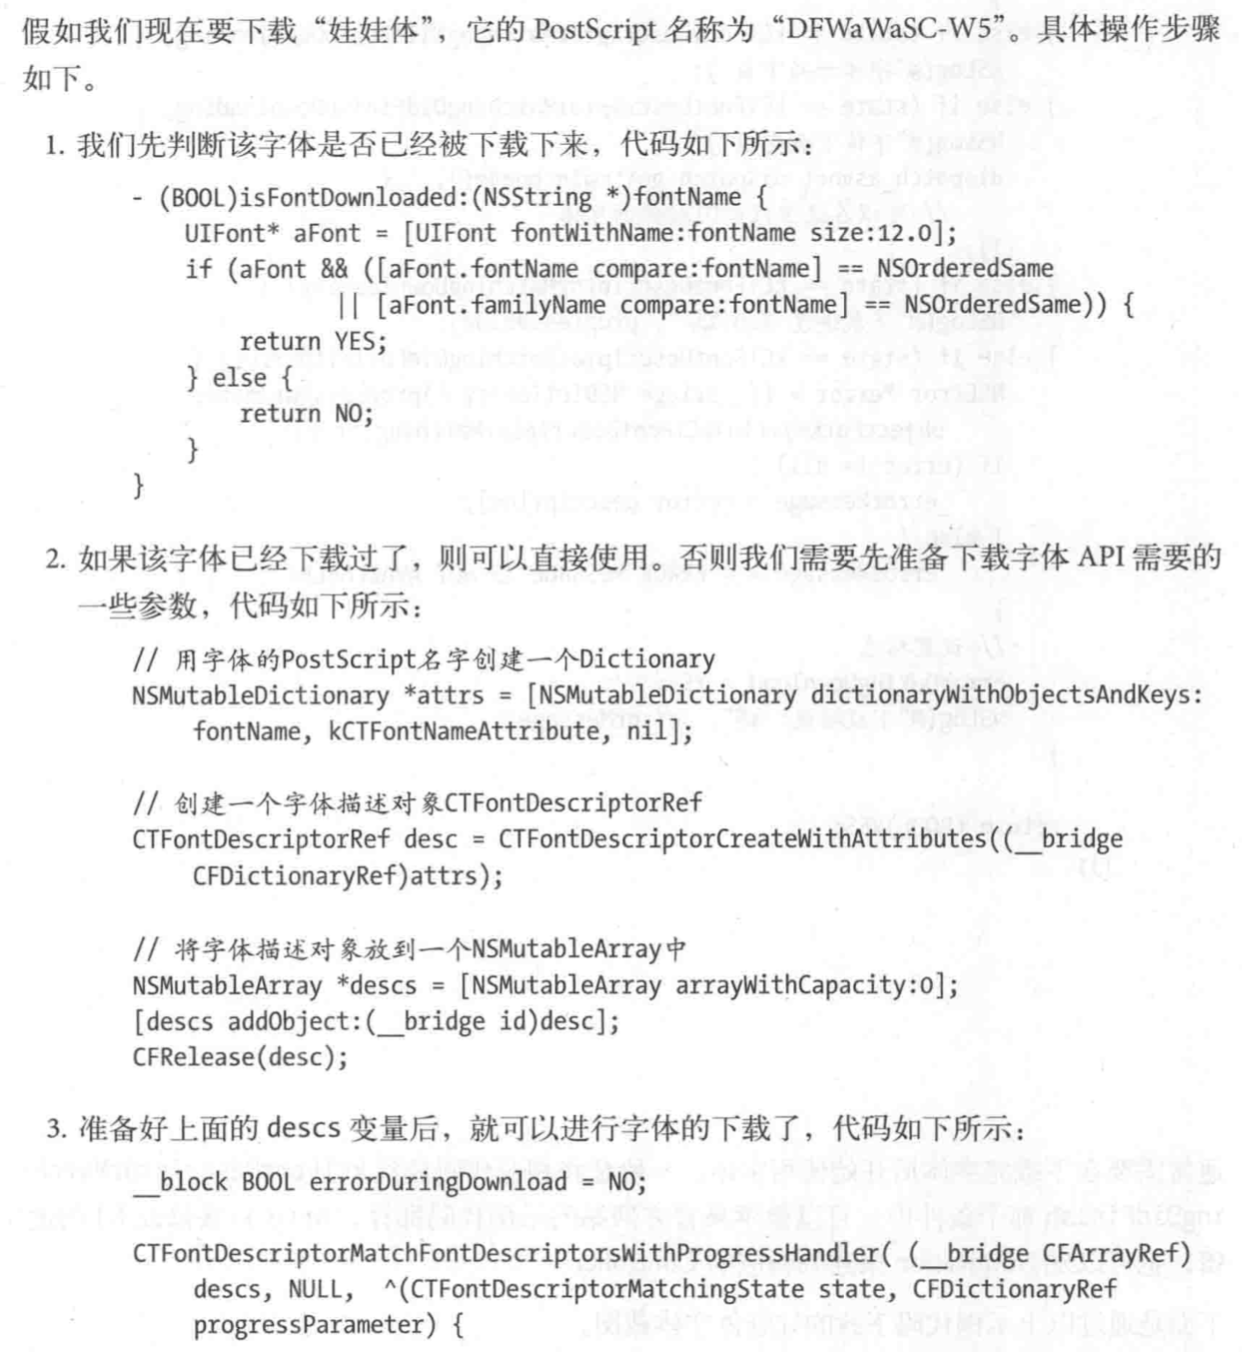 假如我们现在要下载“娃娃体”，它的 PostScript 名称为“DFWaWaSC-W5”。具体操作步骤
如下。
1. 我们先判断该字体是否已经被下载下来，代码如下所示：
- (BOOL)isFontDownloaded:(NSString *)fontName {
UIFont* aFont = [UIFont fontWithName:fontName size:12.0];
if (aFont && ([aFont.fontName compare:fontName] == NSOrderedSame
|| [aFont.familyName compare:fontName] == NSOrderedSame)) {
return YES;
} else {
return NO;
}
}
2. 如果该字体已经下载过了，则可以直接使用。否则我们需要先准备下载字体 API 需要的
一些参数，代码如下所示：
// 用字体的PostScript名字创建一个Dictionary
NSMutableDictionary *attrs = [NSMutableDictionary dictionaryWithObjectsAndKeys:
fontName, kCTFontNameAttribute, nil];
// 创建一个字体描述对象CTFontDescriptorRef
CTFontDescriptorRef desc = CTFontDescriptorCreateWithAttributes((__bridge
CFDictionaryRef)attrs);
// 将字体描述对象放到一个NSMutableArray中
NSMutableArray *descs = [NSMutableArray arrayWithCapacity:0];
[descs addObject:(__bridge id)desc];
CFRelease(desc);
3. 准备好上面的 descs 变量后，就可以进行字体的下载了，代码如下所示：
__block BOOL errorDuringDownload = NO;
CTFontDescriptorMatchFontDescriptorsWithProgressHandler( (__bridge CFArrayRef)
descs, NULL, ^(CTFontDescriptorMatchingState state, CFDictionaryRef
progressParameter) {